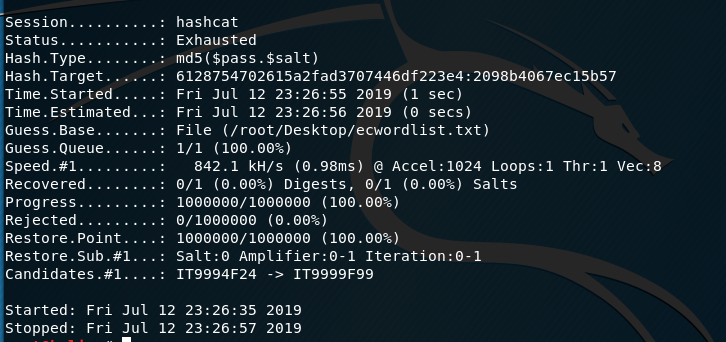 Session..........: hashcat
Status...........: Exhausted
Hash.Type........: md5($pass.$salt)
Hash.Target......: 6128754702615a2fad3707446df223e4:2098b4067ec15b57
Time.Started.....: Fri Jul 12 23:26:55 2019 (1 sec)
Time.Estimated...: Fri Jul 12 23:26:56 2019 (0 secs)
Guess.Base.......: File (/root/Desktop/ecwordlist.txt)
Guess.Queue......: 1/1 (100.00%)
Speed.#1.........:   842.1 kH/s (0.98ms) @ Accel:1024 Loops:1 Thr:1 Vec:8
Recovered........: 0/1 (0.00%) Digests, 0/1 (0.00%) Salts
Progress.........: 1000000/1000000 (100.00%)
Rejected.........: 0/1000000 (0.00%)
Restore.Point....: 1000000/1000000 (100.00%)
Restore.Sub.#1...: Salt:0 Amplifier:0-1 Iteration:0-1
Candidates.#1....: IT9994F24 -> IT9999F99
Started: Fri Jul 12 23:26:35 2019
Stopped: Fri Jul 12 23:26:57 2019